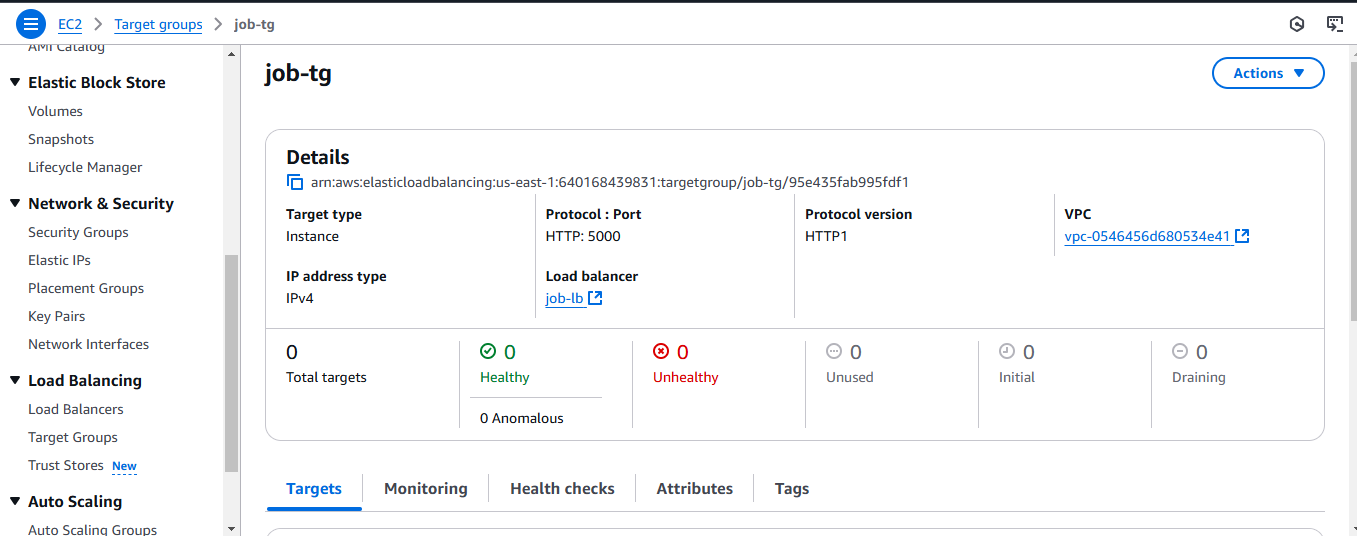 EC2 > Target groups > job-tg
AMI Catalog
Elastic Block Store
Volumes
Snapshots
Lifecycle Manager
Network & Security
Security Groups
Elastic IPs
Placement Groups
Key Pairs
Network Interfaces
Load Balancing
Load Balancers
Target Groups
Trust Stores New
Auto Scaling
Auto Scaling Groups
job-tg
Actions
Details
arn:aws:elasticloadbalancing:us-east-1:640168439831:targetgroup/job-tg/95e435fab995fdf1
Target type
Instance
Protocol : Port
HTTP: 5000
Protocol version
HTTP1
VPC
vpc-0546456d680534e41
IP address type
IPv4
Load balancer
job-lb
0
Total targets
0
Healthy
0 Anomalous
0
Unhealthy
0
Unused
0
Initial
0
Draining
Targets
Monitoring
Health checks
Attributes
Tags